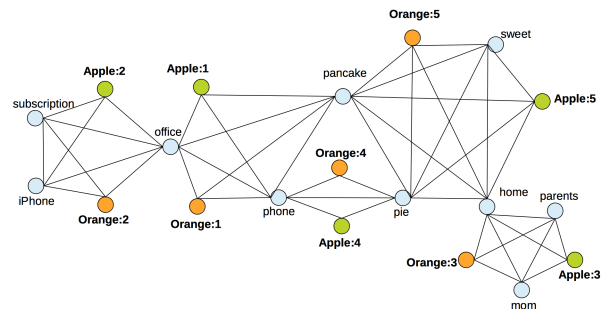 Orange:5
sweet
Apple:2
Apple:1
pancake
subscription
Apple:5
office
Orange:4
iPhone
Orange:2
Orange:1
phone
pie
home
parents
Apple:4
Orange:3
Apple:3
mom